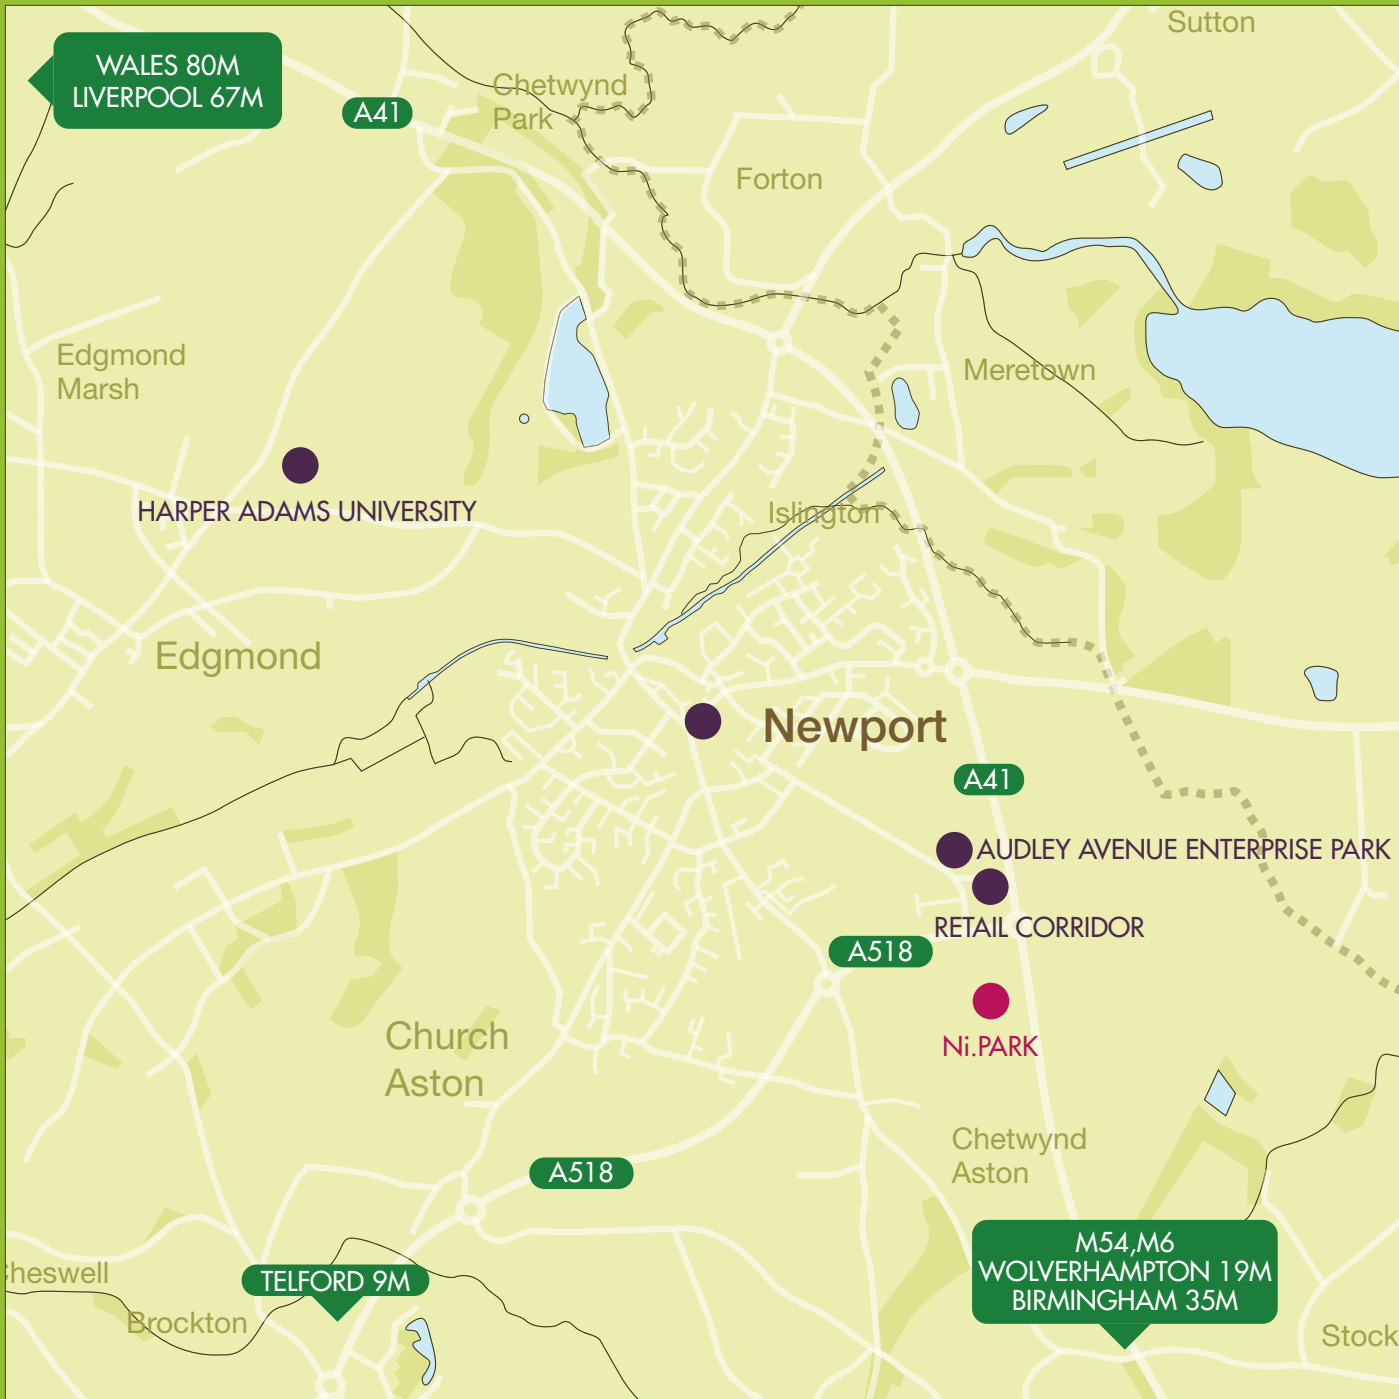 Sutton
WALES 80M
LIVERPOOL 67M
Chetwynd
Park
A41
Forton
Edgmond
Marsh
Meretown
HARPER ADAMS UNIVERSITY
Islington
Edgmond
Newport
A41
AUDLEY AVENUE ENTERPRISE PARK
RETAIL CORRIDOR
A518
Ni.PARK
Church
Aston
Chetwynd
Aston
A518
M54,M6
WOLVERHAMPTON 19M
BIRMINGHAM 35M
Cheswell
TELFORD 9M
Brockton
Stock